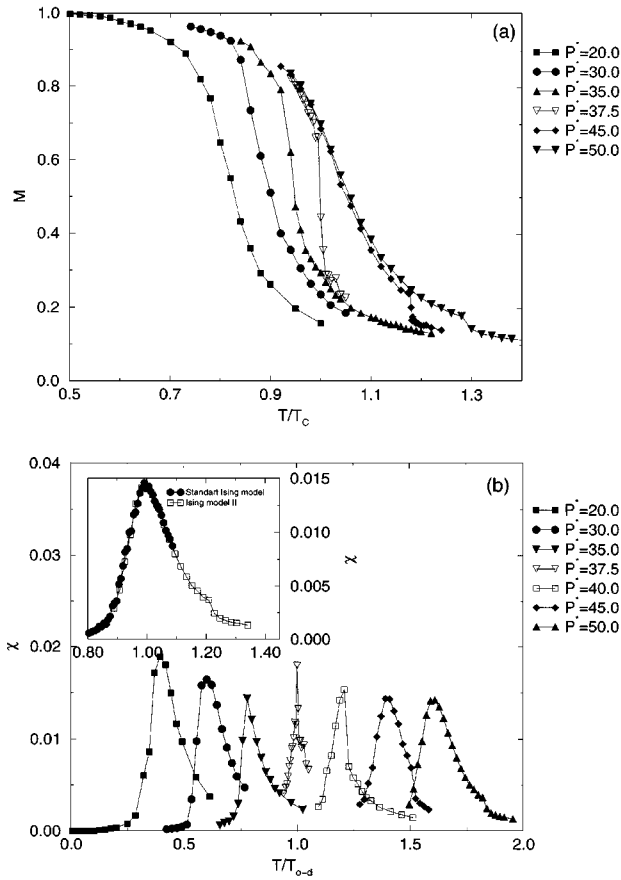 (a)
1.0
0.8
0.6
0.4
0.2
0.0
M
0.5 0.7 0.9 1.1 1.3
T/T_C
P*=20.0
P*=30.0
P*=35.0
P*=37.5
P*=45.0
P*=50.0
(b)
0.04
0.03
0.02
0.01
0.00
χ
0.0 0.5 1.0 1.5 2.0
T/T_o-d
Standart Ising model
Ising model II
0.015
0.010
0.005
0.000
χ
0.80 1.00 1.20 1.40
P*=20.0
P*=30.0
P*=35.0
P*=37.5
P*=40.0
P*=45.0
P*=50.0